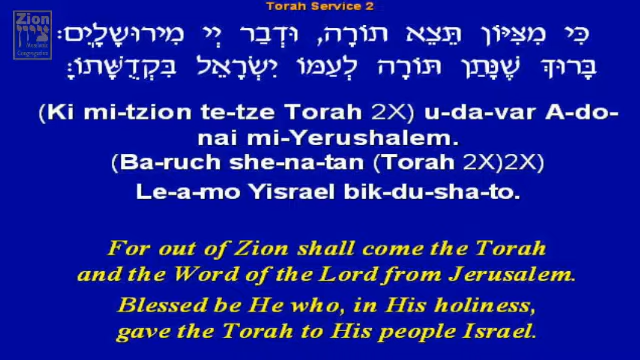 Torah Service 2
Zion
כִּי מִצִּיּוֹן תֵּצֵא תוֹרָה, וּדְבַר יְיָ מִירוּשָׁלָיִם:
בָּרוּךְ שֶׁנָּתַן תּוֹרָה לְעַמּוֹ יִשְׂרָאֵל בִּקְדֻשָּׁתוֹ:
(Ki mi-tzion te-tze Torah 2X) u-da-var A-do-
nai mi-Yerushalem.
(Ba-ruch she-na-tan (Torah 2X)2X)
Le-a-mo Yisrael bik-du-sha-to.
For out of Zion shall come the Torah
and the Word of the Lord from Jerusalem.
Blessed be He who, in His holiness,
gave the Torah to His people Israel.